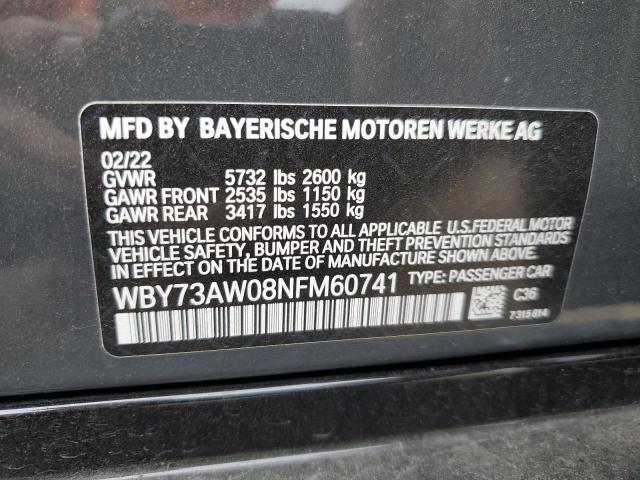 MFD BY BAYERISCHE MOTOREN WERKE AG
02/22
GVWR 5732 lbs 2600 kg
GAWR FRONT 2535 lbs 1150 kg
GAWR REAR 3417 lbs 1550 kg
THIS VEHICLE CONFORMS TO ALL APPLICABLE U.S.FEDERAL MOTOR
VEHICLE SAFETY, BUMPER AND THEFT PREVENTION STANDARDS
IN EFFECT ON THE DATE OF MANUFACTURE SHOWN ABOVE.
WBY73AW08NFM60741 TYPE: PASSENGER CAR
C36
7315014